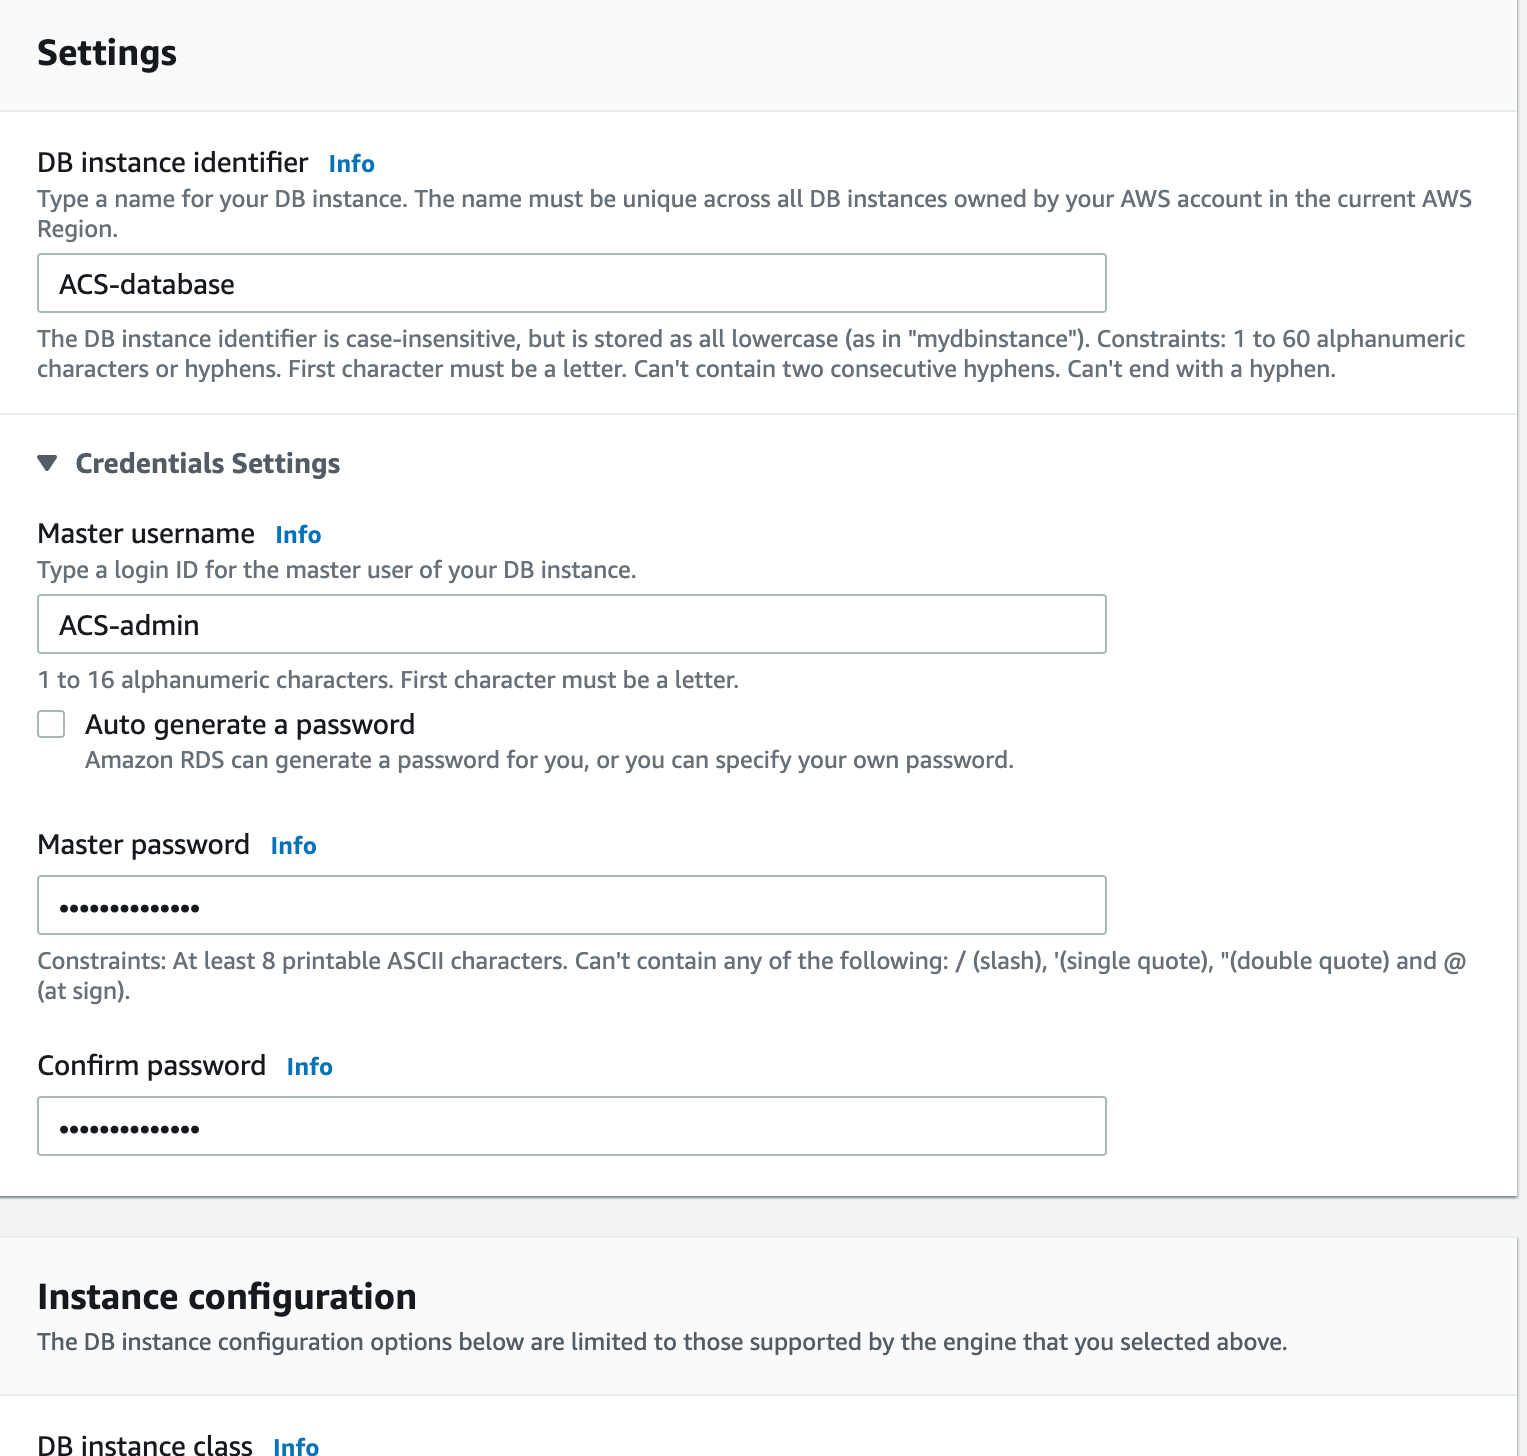 Settings
DB instance identifier Info
Type a name for your DB instance. The name must be unique across all DB instances owned by your AWS account in the current AWS
Region.
ACS-database
The DB instance identifier is case-insensitive, but is stored as all lowercase (as in "mydbinstance"). Constraints: 1 to 60 alphanumeric
characters or hyphens. First character must be a letter. Can't contain two consecutive hyphens. Can't end with a hyphen.
Credentials Settings
Master username Info
Type a login ID for the master user of your DB instance.
ACS-admin
1 to 16 alphanumeric characters. First character must be a letter.
Auto generate a password
Amazon RDS can generate a password for you, or you can specify your own password.
Master password Info
••••••••••••••
Constraints: At least 8 printable ASCII characters. Can't contain any of the following: / (slash), '(single quote), "(double quote) and @
(at sign).
Confirm password Info
••••••••••••••
Instance configuration
The DB instance configuration options below are limited to those supported by the engine that you selected above.
DB instance class Info